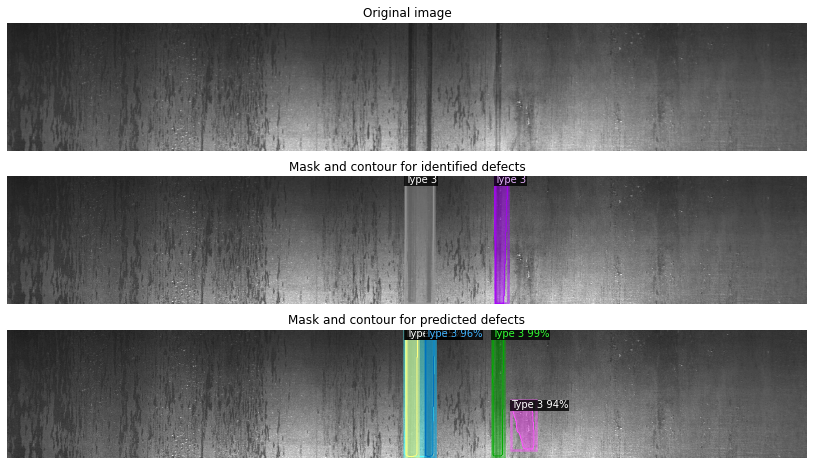 Original image
Mask and contour for identified defects
Type 3 Type 3
Mask and contour for predicted defects
Type 3 96% Type 3 99%
Type 3 94%